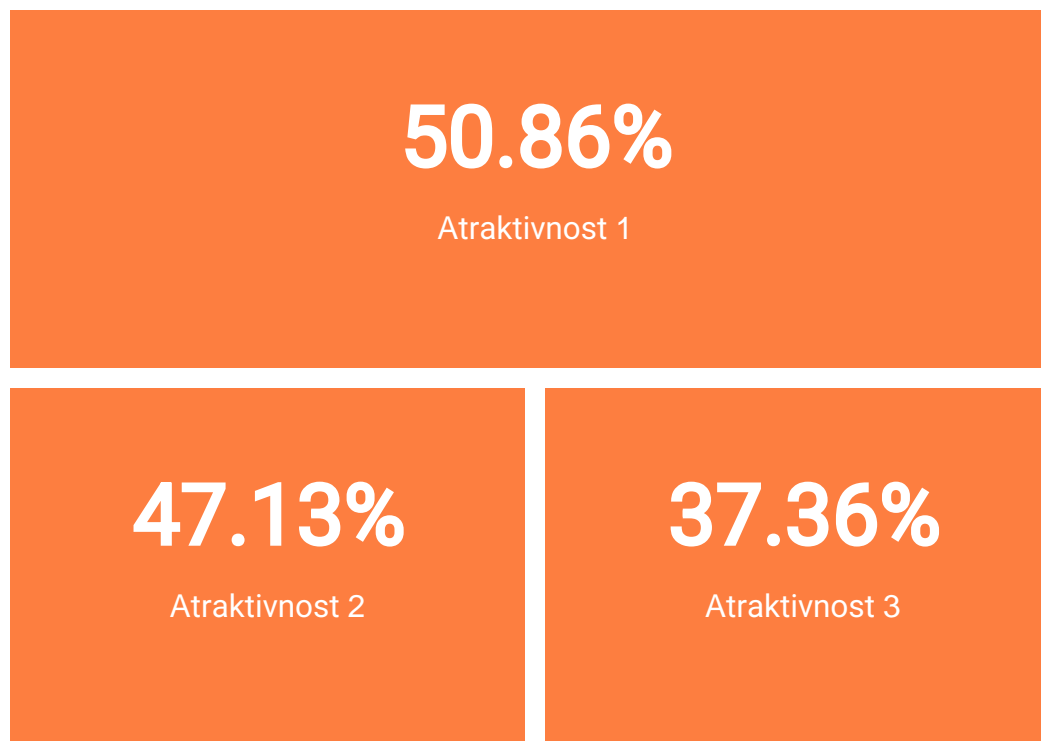 50.86%
Atraktivnost 1
47.13%
Atraktivnost 2
37.36%
Atraktivnost 3